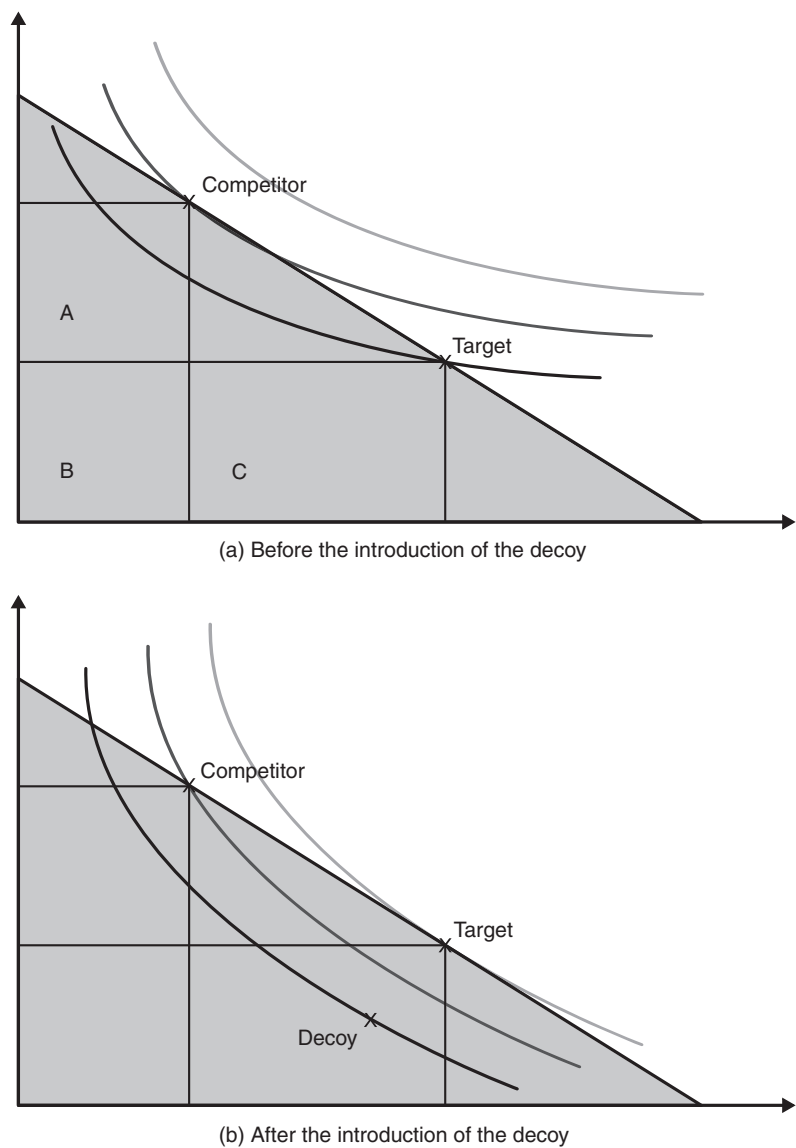 Competitor
A
Target
B
C
(a) Before the introduction of the decoy
Competitor
Target
Decoy
(b) After the introduction of the decoy